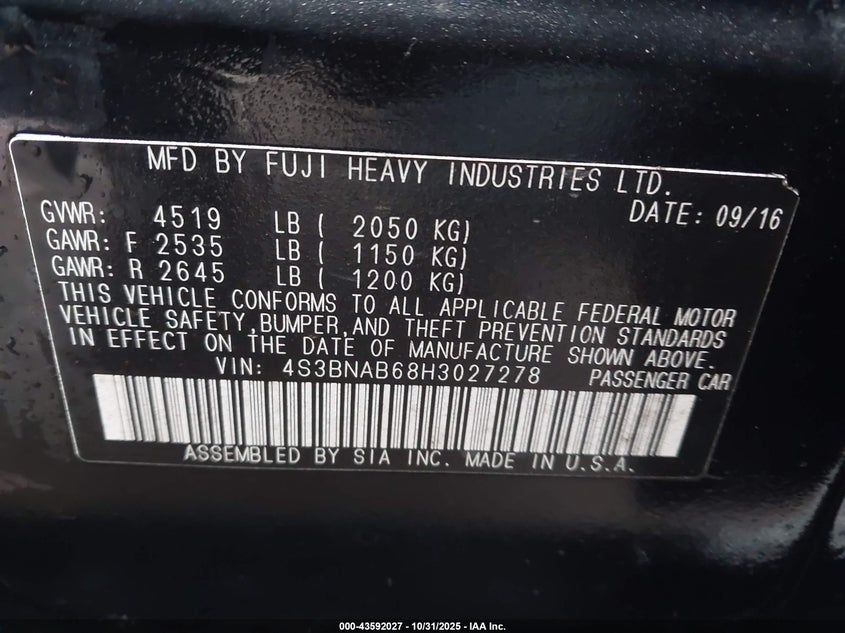 MFD BY FUJI HEAVY INDUSTRIES LTD.
GVWR: 4519 LB ( 2050 KG) DATE: 09/16
GAWR: F 2535 LB ( 1150 KG)
GAWR: R 2645 LB ( 1200 KG)
THIS VEHICLE CONFORMS TO ALL APPLICABLE FEDERAL MOTOR
VEHICLE SAFETY,BUMPER,AND THEFT PREVENTION STANDARDS
IN EFFECT ON THE DATE OF MANUFACTURE SHOWN ABOVE.
VIN: 4S3BNAB68H3027278 PASSENGER CAR
ASSEMBLED BY SIA INC. MADE IN U.S.A.
000-43592027 - 10/31/2025 - IAA Inc.